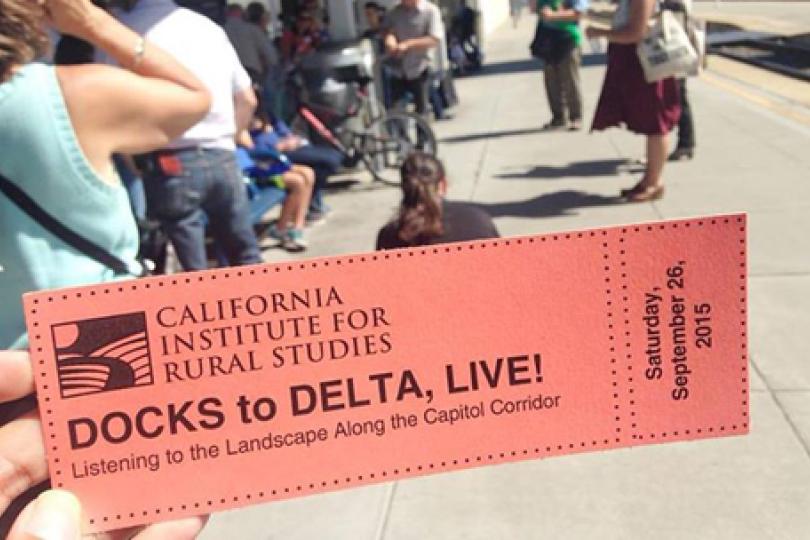 CALIFORNIA
INSTITUTE FOR
RURAL STUDIES
DOCKS to DELTA, LIVE!
Listening to the Landscape Along the Capitol Corridor
Saturday,
September 26,
2015